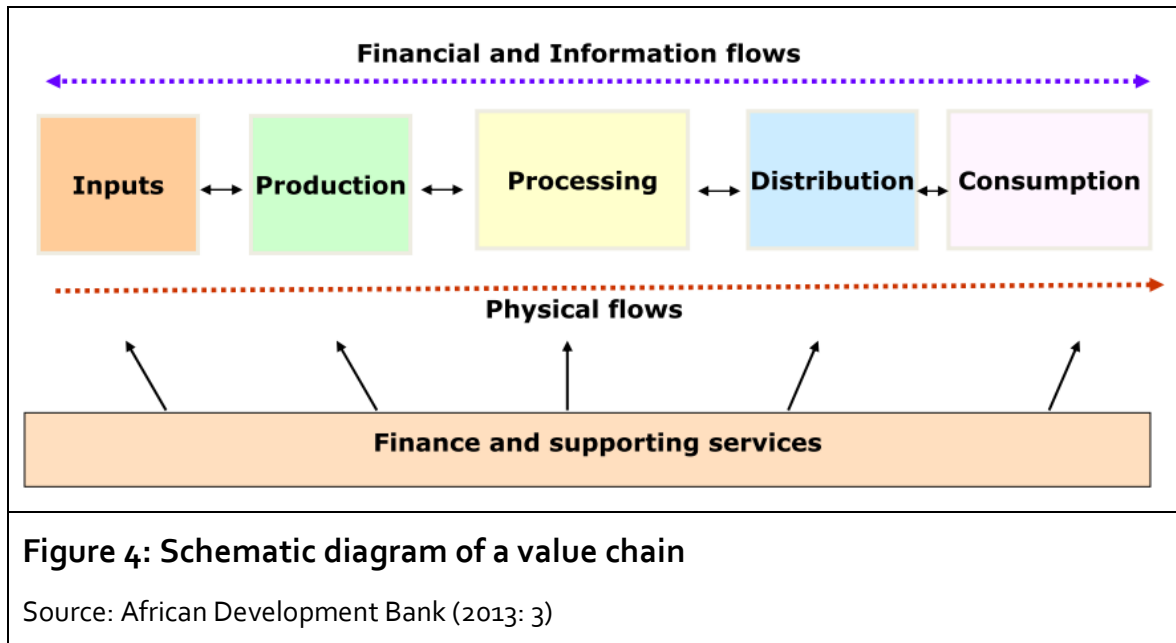 Financial and Information flows
Inputs
Production
Processing
Distribution
Consumption
Physical flows
Finance and supporting services
Figure 4: Schematic diagram of a value chain
Source: African Development Bank (2013: 3)